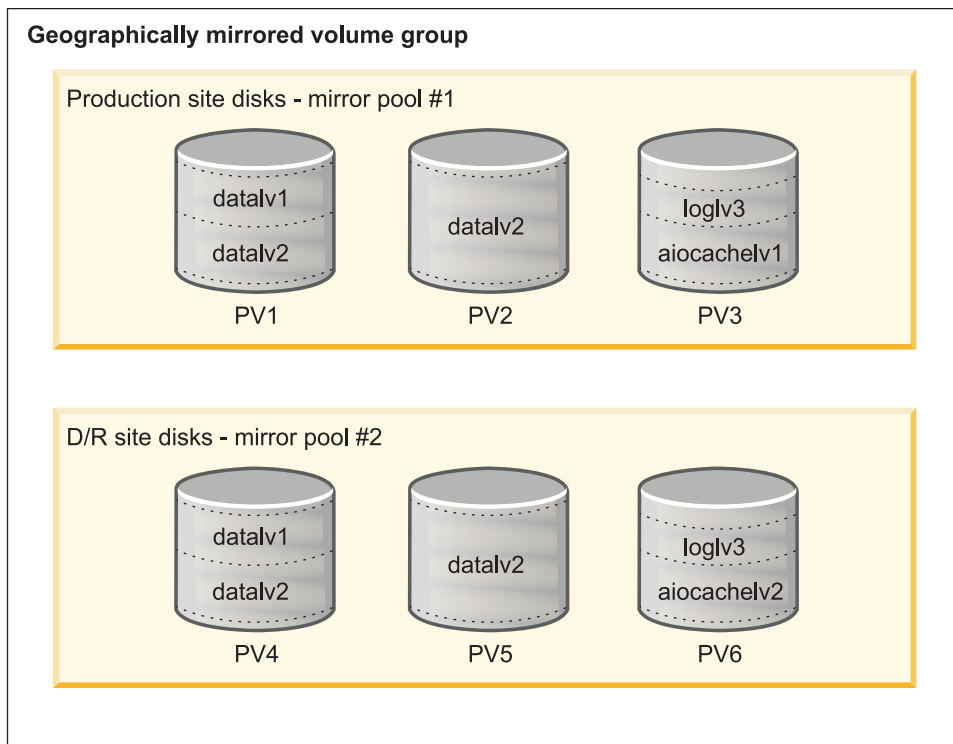 Geographically mirrored volume group
Production site disks - mirror pool #1
datalv1
datalv2
PV1
datalv2
PV2
loglv3
aiocachelv1
PV3
D/R site disks - mirror pool #2
datalv1
datalv2
PV4
datalv2
PV5
loglv3
aiocachelv2
PV6